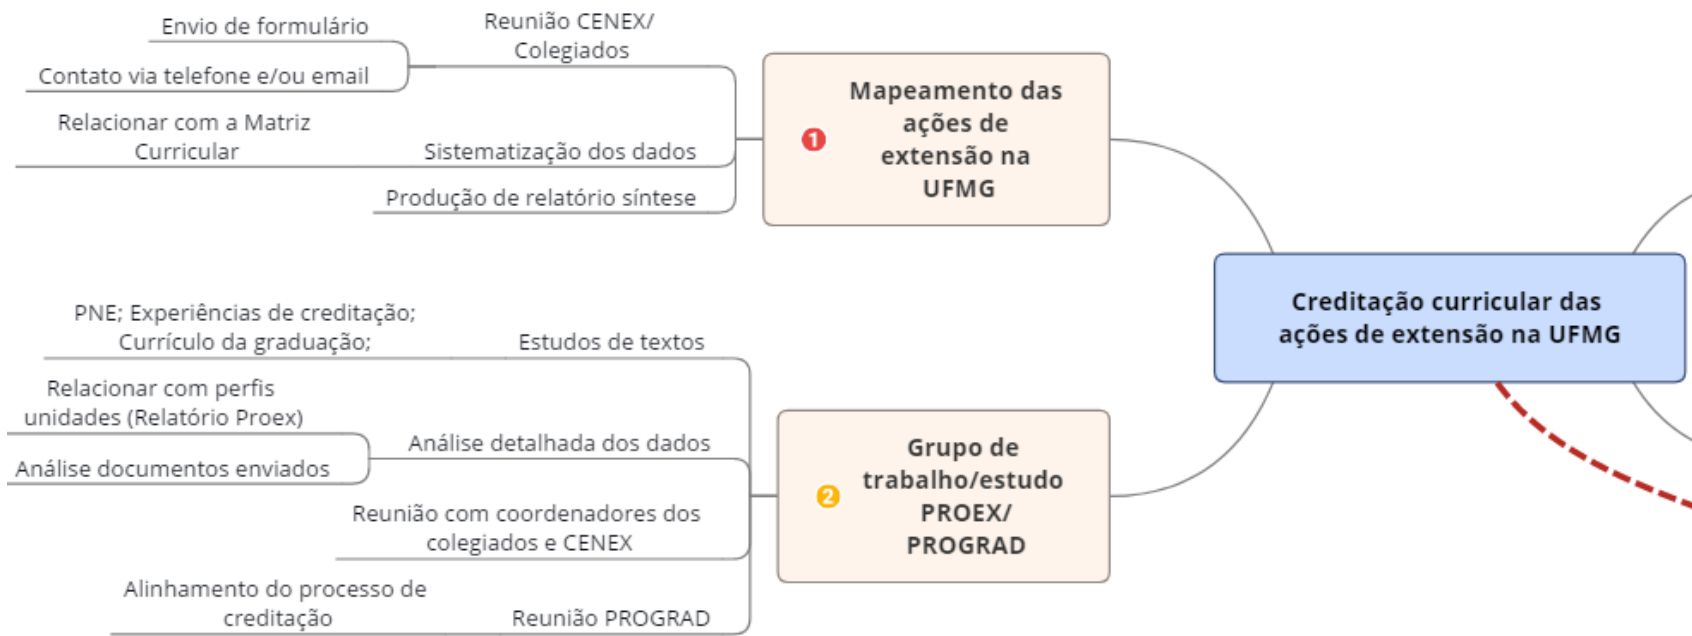 Envio de formulário
Contato via telefone e/ou email
Reunião CENEX/
Colegiados
Relacionar com a Matriz
Curricular
Sistematização dos dados
Produção de relatório síntese
1
Mapeamento das
ações de
extensão na
UFMG
Creditação curricular das
ações de extensão na UFMG
PNE; Experiências de creditação;
Currículo da graduação;
Estudos de textos
Relacionar com perfis
unidades (Relatório Proex)
Análise documentos enviados
Análise detalhada dos dados
Reunião com coordenadores dos
colegiados e CENEX
Alinhamento do processo de
creditação
Reunião PROGRAD
2
Grupo de
trabalho/estudo
PROEX/
PROGRAD